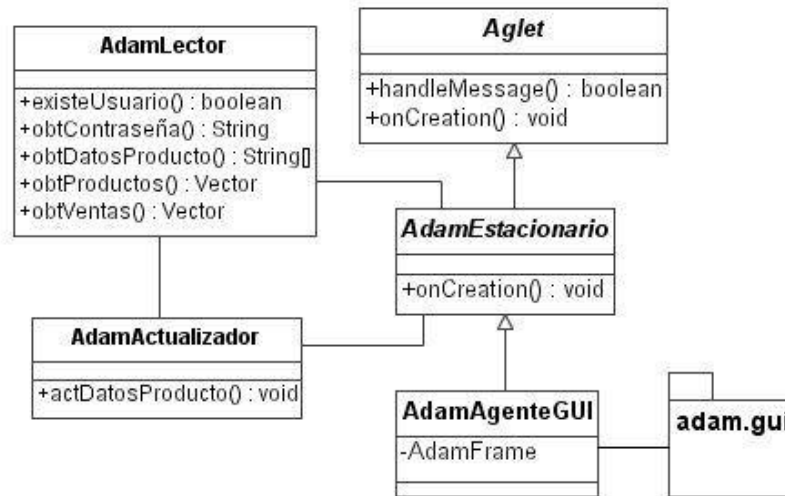 AdamLector
+existeUsuario() : boolean
+obtContraseña() : String
+obtDatosProducto() : String[]
+obtProductos() : Vector
+obtVentas() : Vector
Aglet
+handleMessage() : boolean
+onCreation() : void
AdamEstacionario
+onCreation() : void
AdamActualizador
+actDatosProducto() : void
AdamAgenteGUI
-AdamFrame
adam.gui